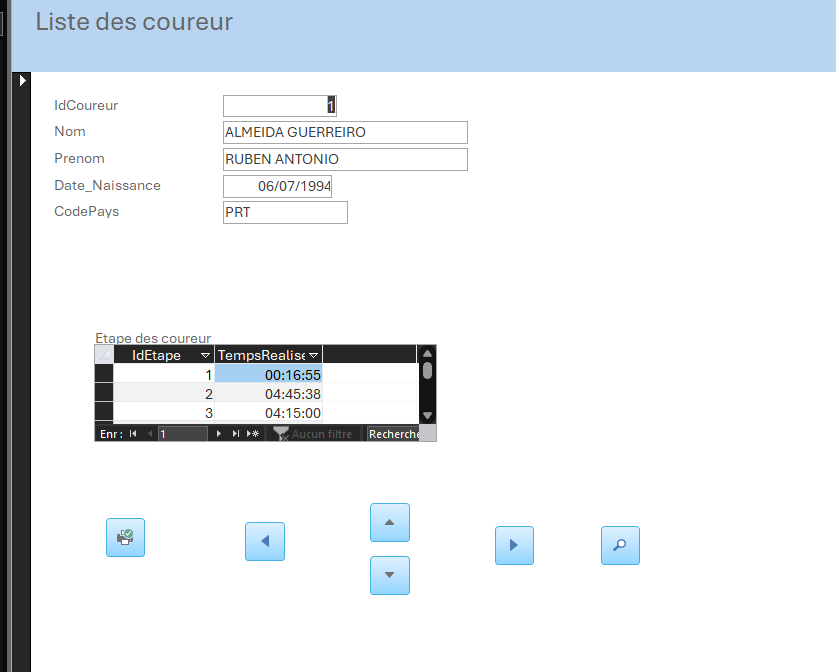 Liste des coureur
IdCoureur 1
Nom ALMEIDA GUERREIRO
Prenom RUBEN ANTONIO
Date_Naissance 06/07/1994
CodePays PRT
Etape des coureur
IdEtape TempsRealise
1 00:16:55
2 04:45:38
3 04:15:00
Enr : 1 Aucun filtre Recherche